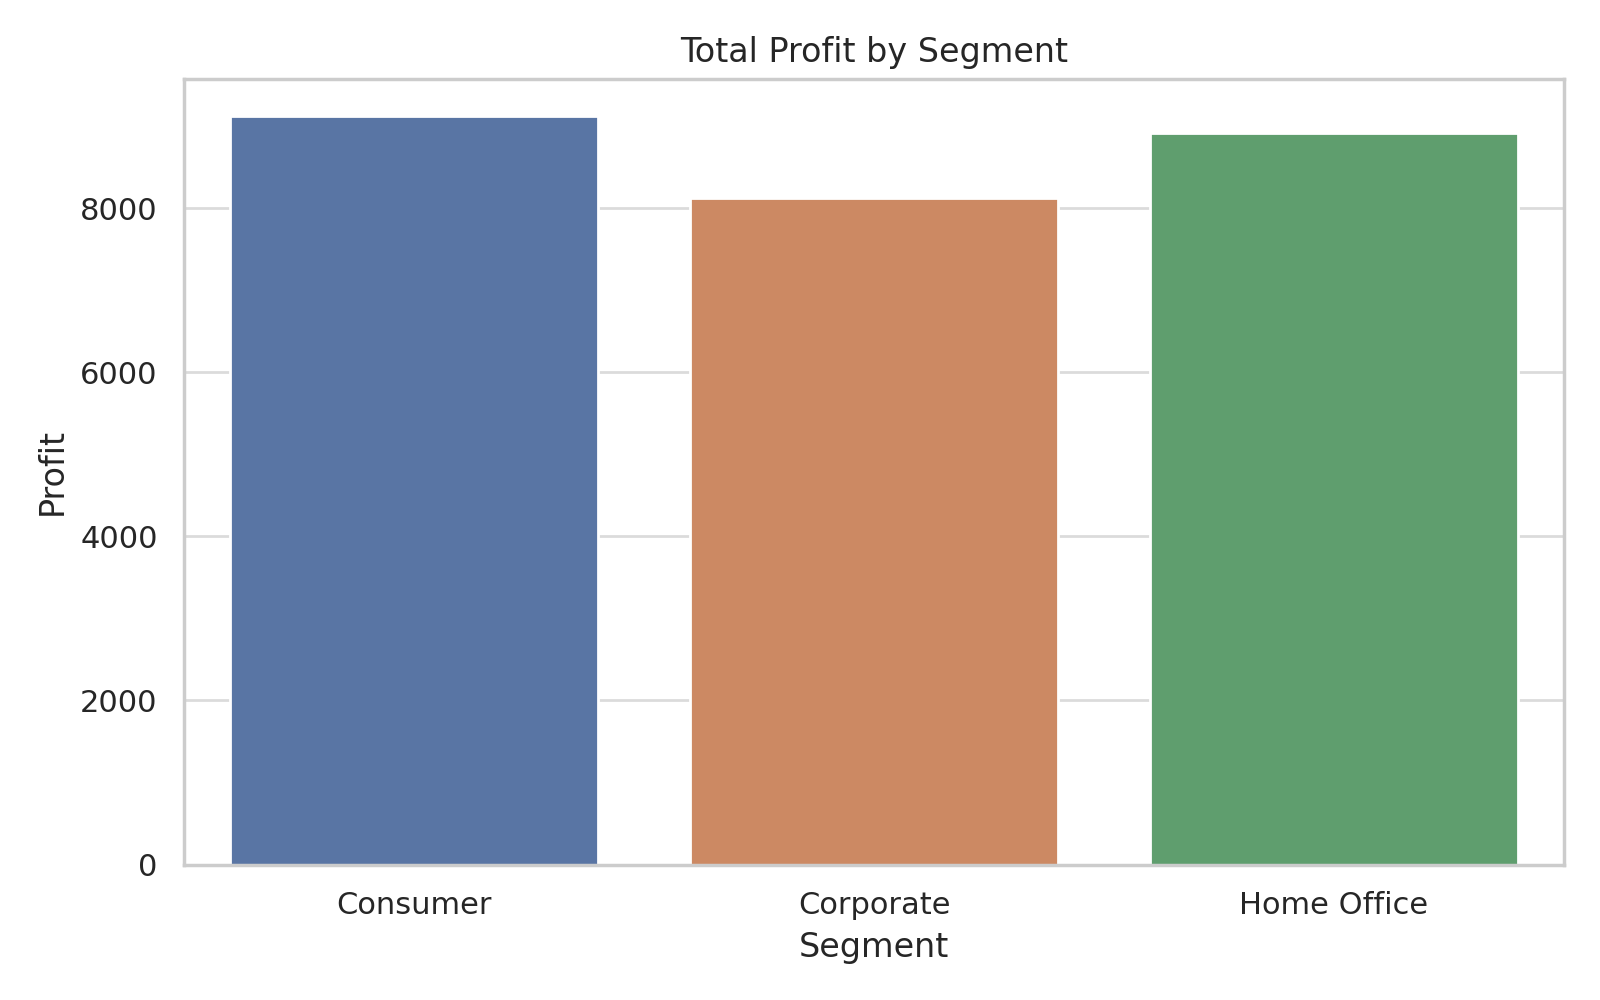 Total Profit by Segment
Profit
8000
6000
4000
2000
0
Consumer
Corporate
Home Office
Segment